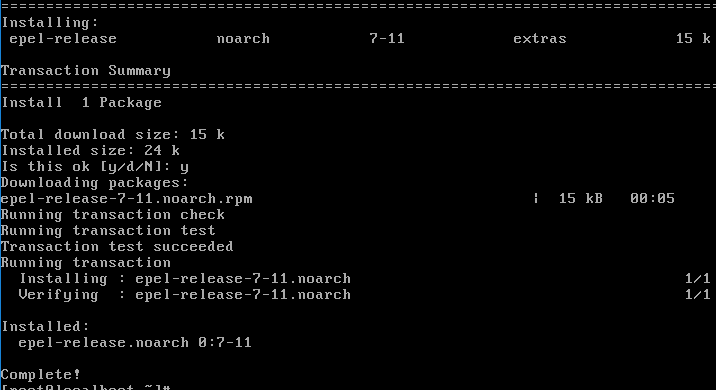 ================================================================================
Installing:
 epel-release           noarch           7-11           extras           15 k

Transaction Summary
================================================================================
Install  1 Package

Total download size: 15 k
Installed size: 24 k
Is this ok [y/d/N]: y
Downloading packages:
epel-release-7-11.noarch.rpm                               |  15 kB   00:05
Running transaction check
Running transaction test
Transaction test succeeded
Running transaction
  Installing : epel-release-7-11.noarch                                     1/1
  Verifying  : epel-release-7-11.noarch                                     1/1

Installed:
  epel-release.noarch 0:7-11

Complete!
[root@localhost ~]#